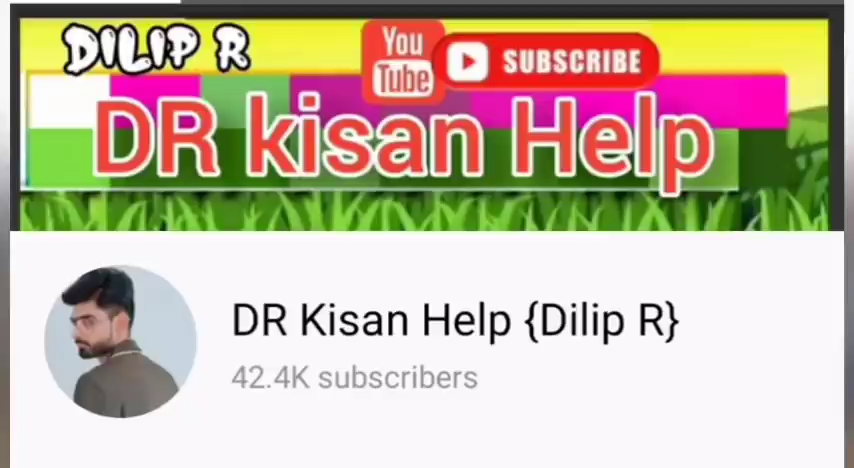 DILIP R
You
Tube
SUBSCRIBE
DR kisan Help
DR Kisan Help {Dilip R}
42.4K subscribers